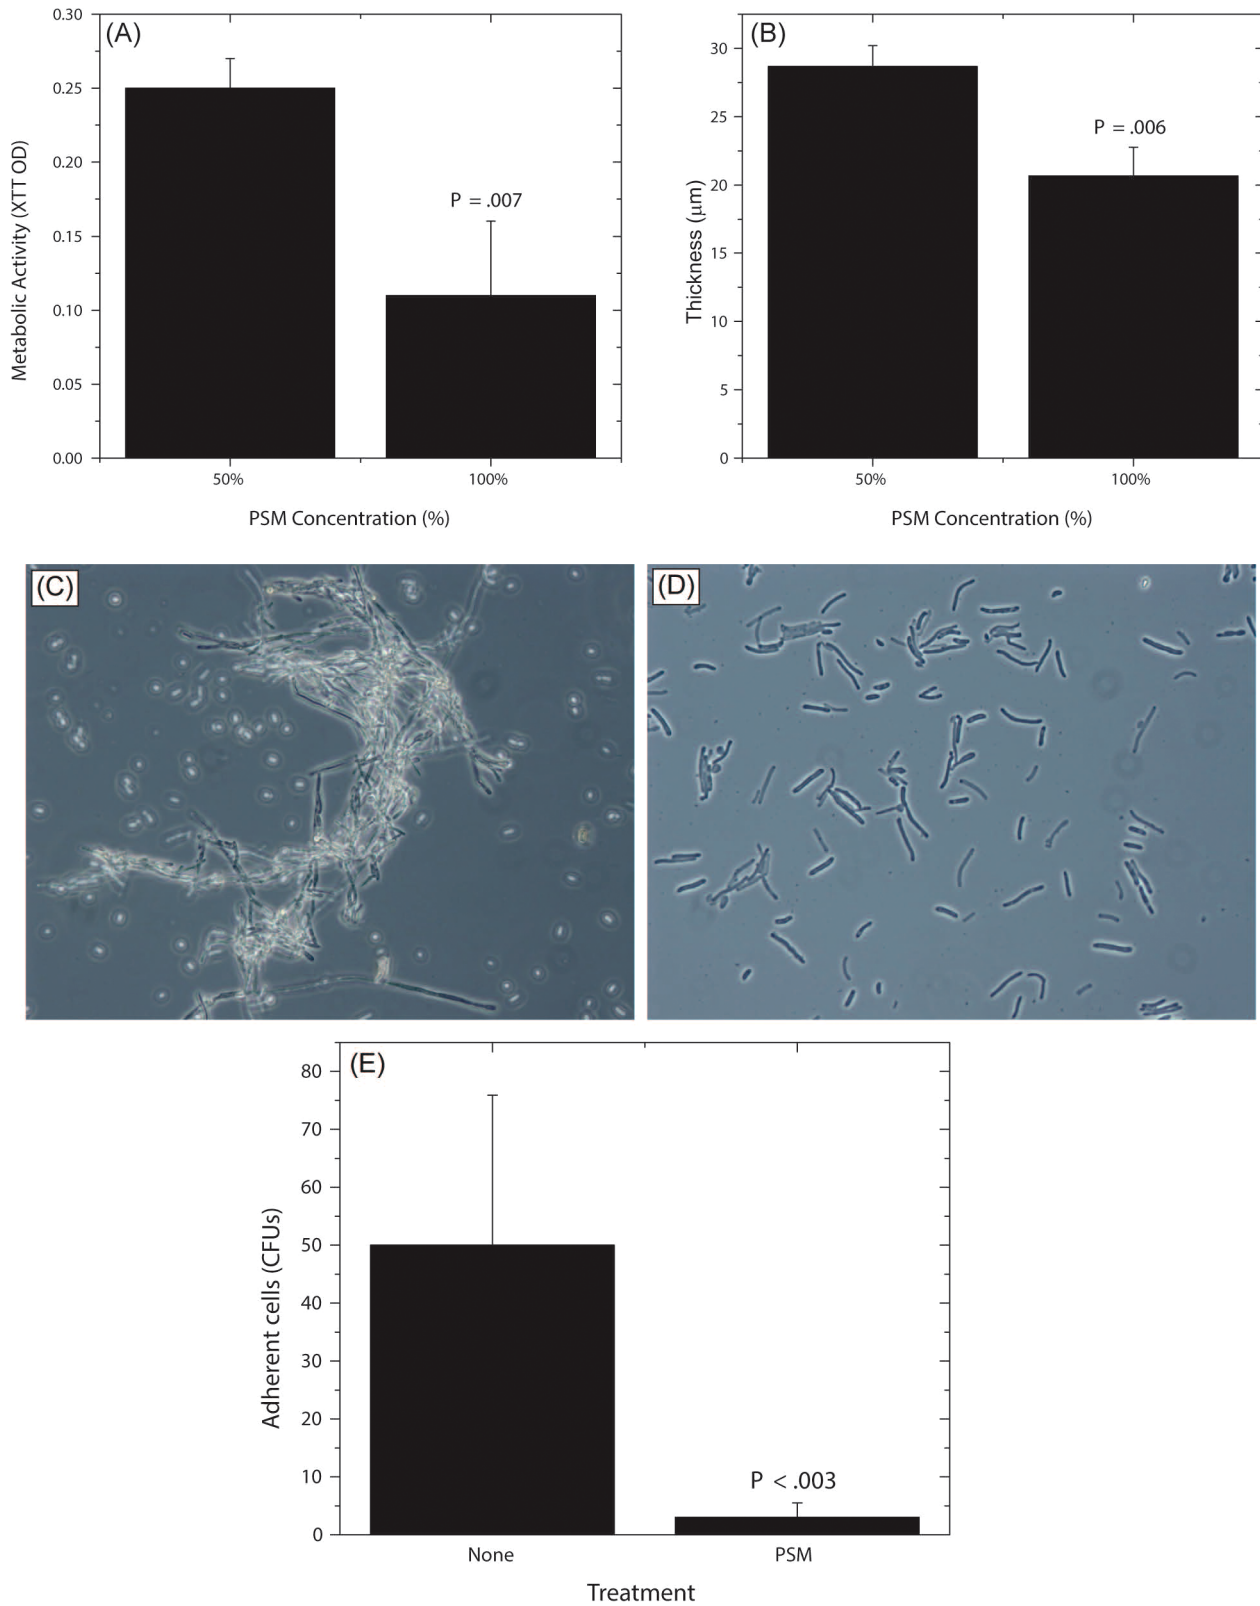 (A)
0.30
0.25
0.20
0.15
0.10
0.05
0.00
Metabolic Activity (XTT OD)
P = .007
50%
100%
PSM Concentration (%)
(B)
30
25
20
15
10
5
0
Thickness (μm)
P = .006
50%
100%
PSM Concentration (%)
(C)
(D)
(E)
80
70
60
50
40
30
20
10
0
Adherent cells (CFUs)
P < .003
None
PSM
Treatment